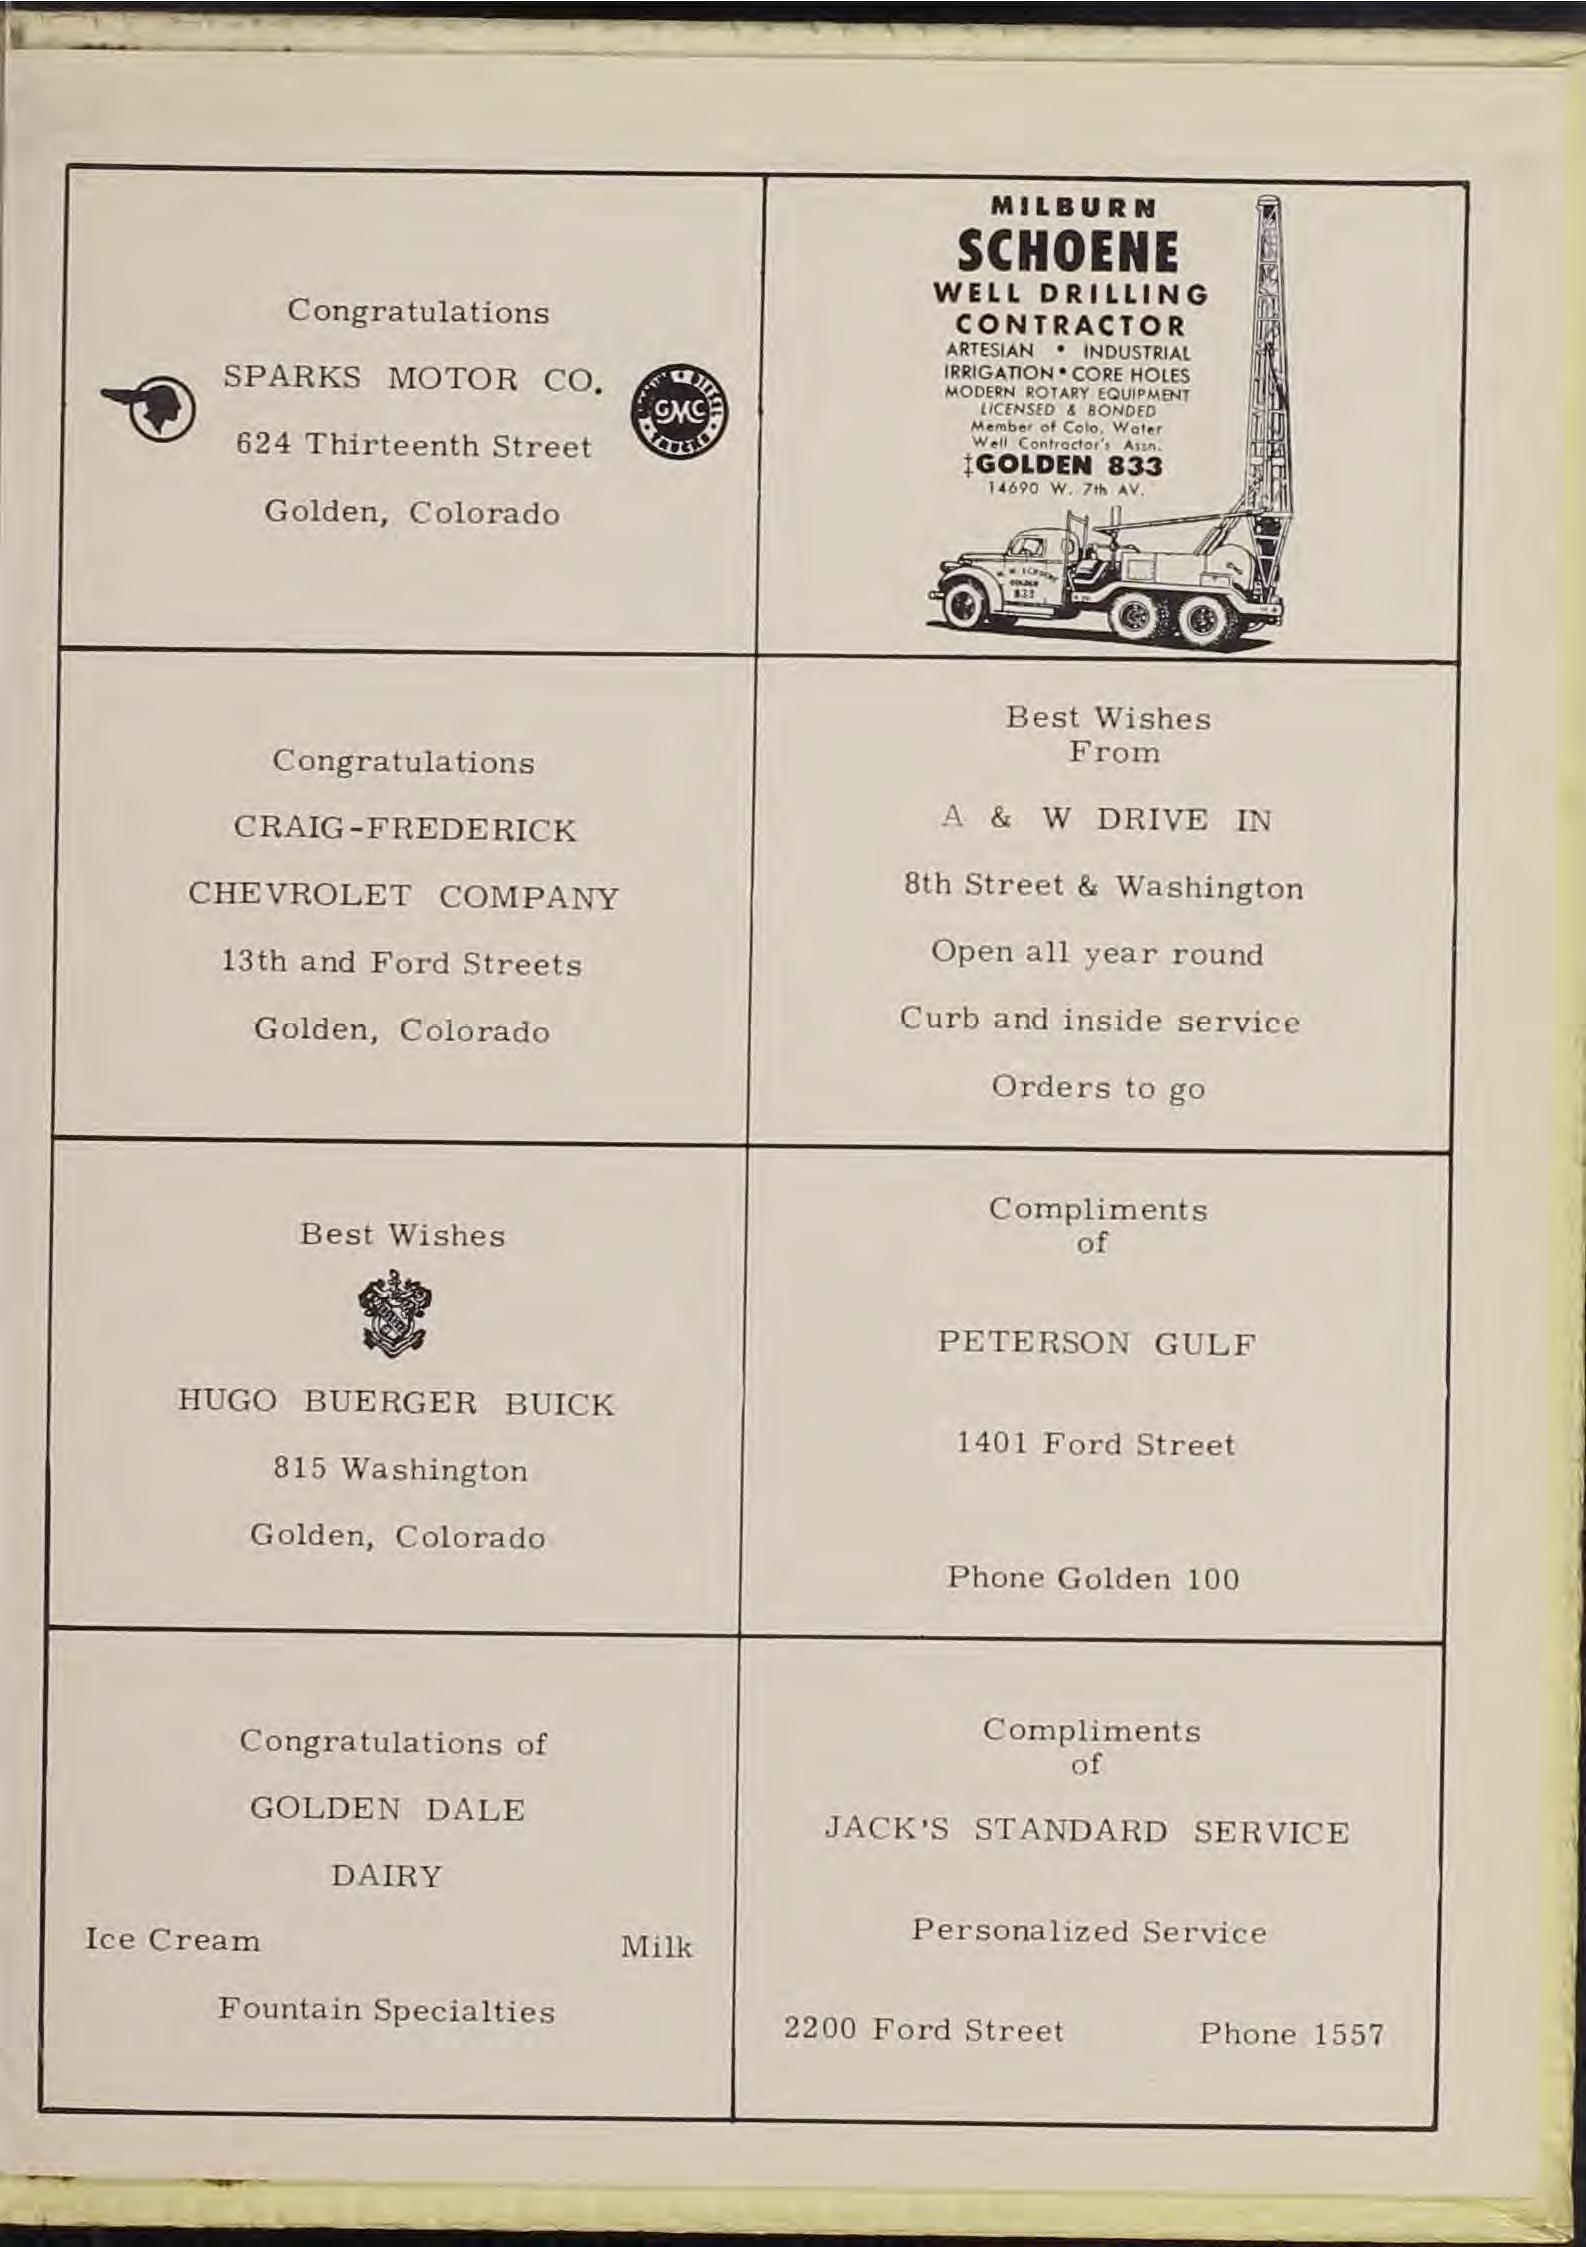 Congratulations
SPARKS MOTOR CO.
624 Thirteenth Street
Golden, Colorado
DIESEL
GMC
TRUCKS
MILBURN
SCHOENE
WELL DRILLING
CONTRACTOR
ARTESIAN • INDUSTRIAL
IRRIGATION • CORE HOLES
MODERN ROTARY EQUIPMENT
LICENSED & BONDED
Member of Colo. Water
Well Contractor's Assn.
‡GOLDEN 833
14690 W. 7th AV.
GOLDEN
833
Congratulations
CRAIG-FREDERICK
CHEVROLET COMPANY
13th and Ford Streets
Golden, Colorado
Best Wishes
From
A & W DRIVE IN
8th Street & Washington
Open all year round
Curb and inside service
Orders to go
Best Wishes
HUGO BUERGER BUICK
815 Washington
Golden, Colorado
Compliments
of
PETERSON GULF
1401 Ford Street
Phone Golden 100
Congratulations of
GOLDEN DALE
DAIRY
Ice Cream Milk
Fountain Specialties
Compliments
of
JACK'S STANDARD SERVICE
Personalized Service
2200 Ford Street Phone 1557